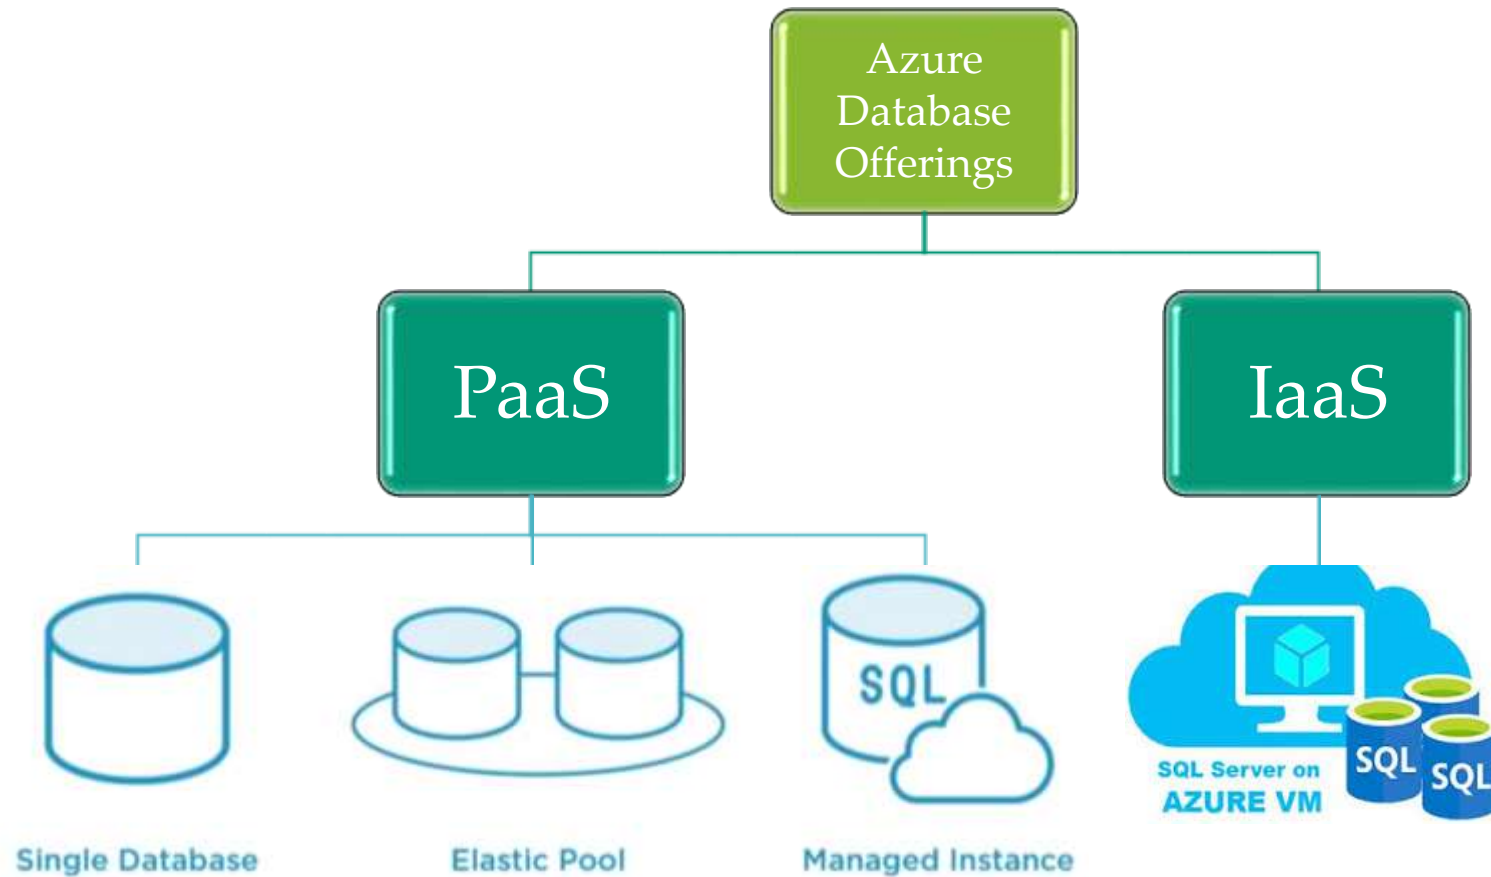 Azure
Database
Offerings
PaaS
IaaS
SQL
SQL Server on
AZURE VM
SQL
SQL
Single Database
Elastic Pool
Managed Instance